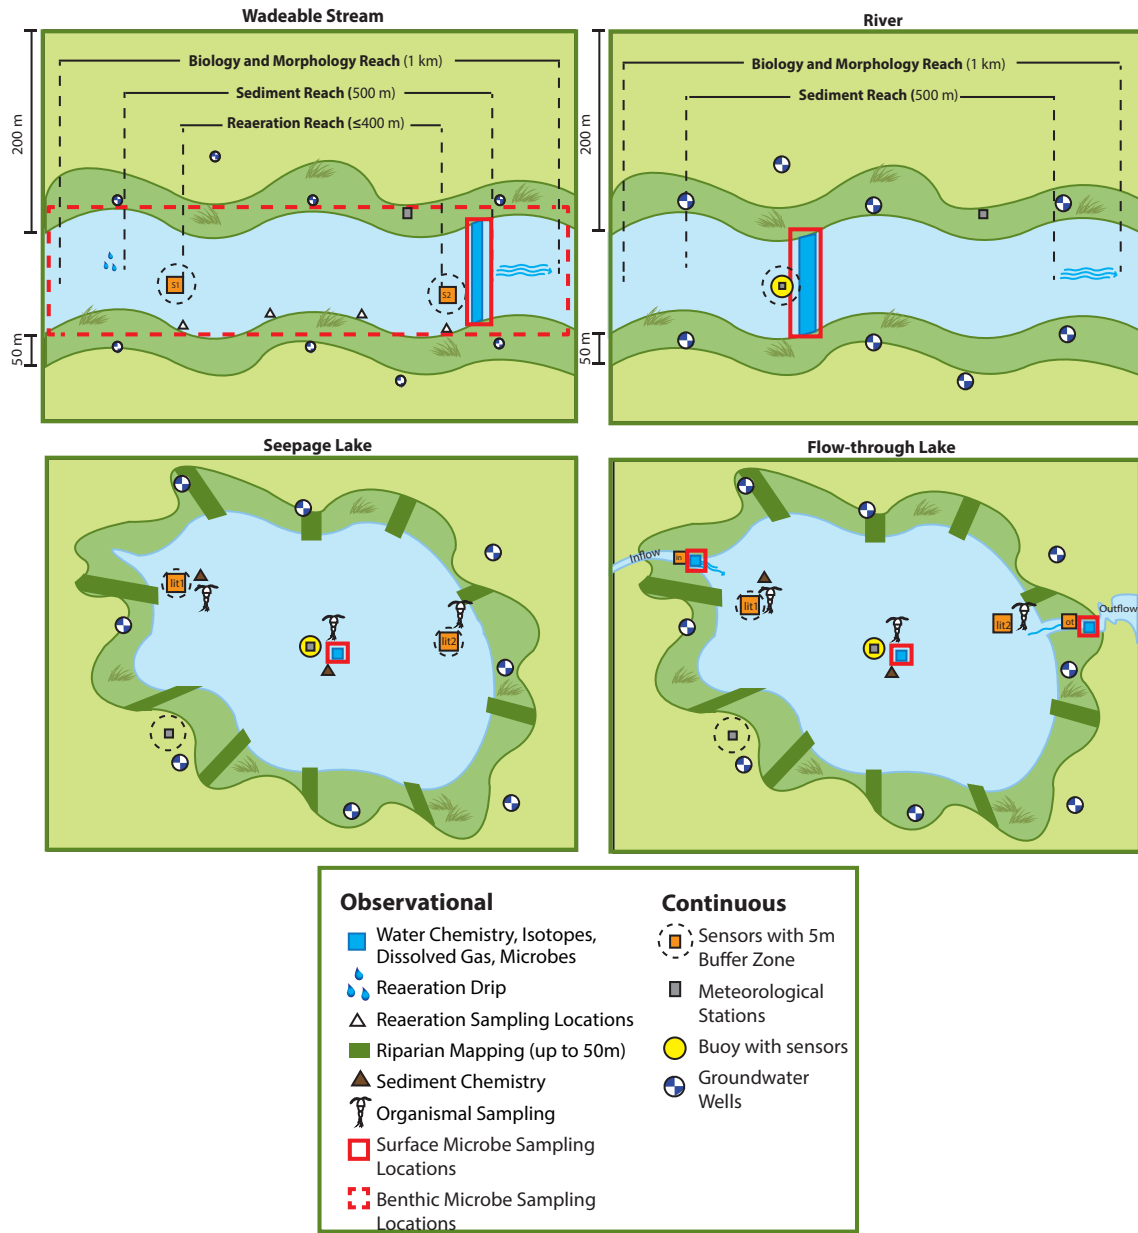 Wadeable Stream
200 m
50 m
Biology and Morphology Reach (1 km)
Sediment Reach (500 m)
Reaeration Reach (≤400 m)
S1
S2
River
200 m
50 m
Biology and Morphology Reach (1 km)
Sediment Reach (500 m)
Seepage Lake
lit1
lit2
Flow-through Lake
Inflow
in
lit1
lit2
ot
Outflow
Observational
Water Chemistry, Isotopes,
Dissolved Gas, Microbes
Reaeration Drip
Reaeration Sampling Locations
Riparian Mapping (up to 50m)
Sediment Chemistry
Organismal Sampling
Surface Microbe Sampling
Locations
Benthic Microbe Sampling
Locations
Continuous
Sensors with 5m
Buffer Zone
Meteorological
Stations
Buoy with sensors
Groundwater
Wells